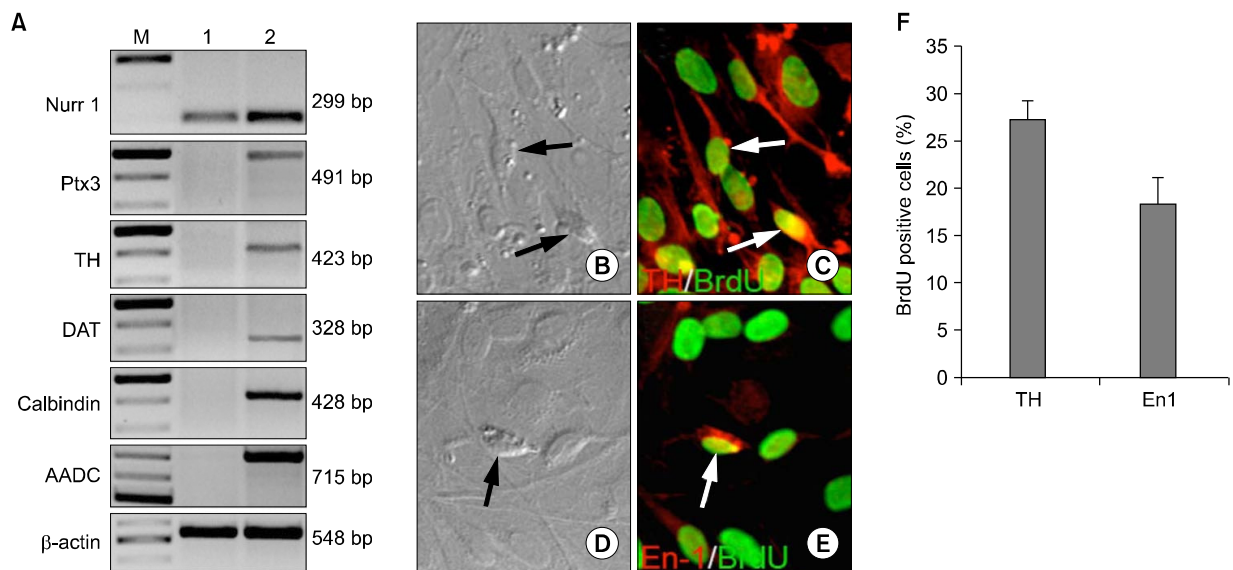 A
M 1 2
Nurr 1
299 bp
Ptx3
491 bp
TH
423 bp
DAT
328 bp
Calbindin
428 bp
AADC
715 bp
β-actin
548 bp
B
C
TH/BrdU
D
E
En-1/BrdU
F
BrdU positive cells (%)
35
30
25
20
15
10
5
0
TH
En1